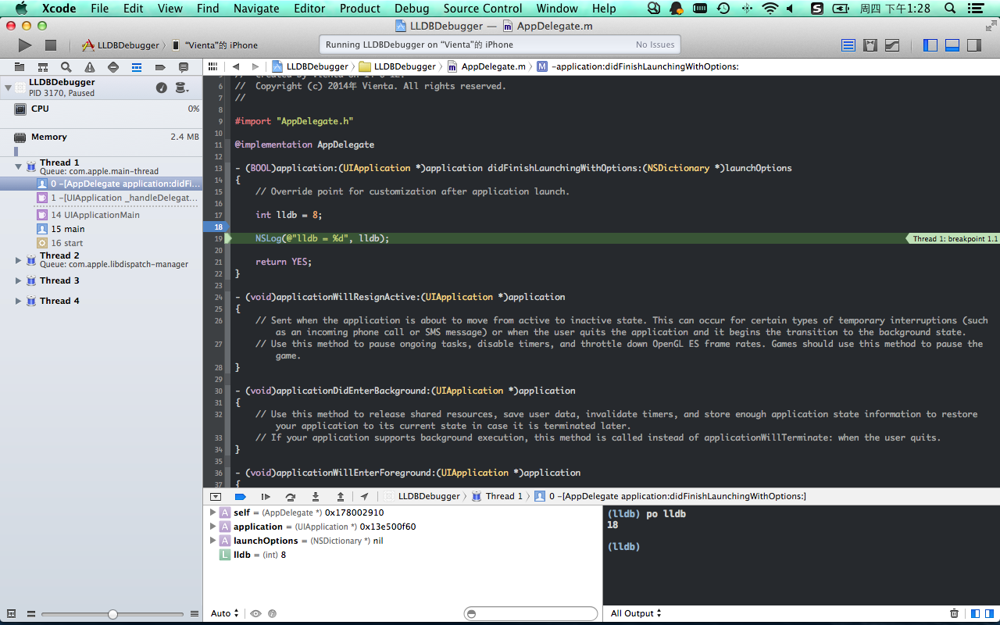 Xcode File Edit View Find Navigate Editor Product Debug Source Control Window Help 周四 下午1:28
LLDBDebugger — AppDelegate.m
LLDBDebugger 〉 “Vienta”的 iPhone
Running LLDBDebugger on “Vienta”的 iPhone No Issues
LLDBDebugger 〉 LLDBDebugger 〉 AppDelegate.m 〉 M -application:didFinishLaunchingWithOptions:
LLDBDebugger
PID 3170, Paused
CPU 0%
Memory 2.4 MB
Thread 1
Queue: com.apple.main-thread
0 -[AppDelegate application:didFi...
1 -[UIApplication _handleDelegat...
14 UIApplicationMain
15 main
16 start
Thread 2
Queue: com.apple.libdispatch-manager
Thread 3
Thread 4
6 //  Copyright (c) 2014年 Vienta. All rights reserved.
7 //
8
9 #import "AppDelegate.h"
10
11 @implementation AppDelegate
12
13 - (BOOL)application:(UIApplication *)application didFinishLaunchingWithOptions:(NSDictionary *)launchOptions
14 {
15 // Override point for customization after application launch.
16
17 int lldb = 8;
18
19 NSLog(@"lldb = %d", lldb); Thread 1: breakpoint 1.1
20
21 return YES;
22 }
23
24 - (void)applicationWillResignActive:(UIApplication *)application
25 {
26 // Sent when the application is about to move from active to inactive state. This can occur for certain types of temporary interruptions (such
as an incoming phone call or SMS message) or when the user quits the application and it begins the transition to the background state.
27 // Use this method to pause ongoing tasks, disable timers, and throttle down OpenGL ES frame rates. Games should use this method to pause the
game.
28 }
29
30 - (void)applicationDidEnterBackground:(UIApplication *)application
31 {
32 // Use this method to release shared resources, save user data, invalidate timers, and store enough application state information to restore
your application to its current state in case it is terminated later.
33 // If your application supports background execution, this method is called instead of applicationWillTerminate: when the user quits.
34 }
35
36 - (void)applicationWillEnterForeground:(UIApplication *)application
37 {
LLDBDebugger 〉 Thread 1 〉 0 -[AppDelegate application:didFinishLaunchingWithOptions:]
A self = (AppDelegate *) 0x178002910
A application = (UIApplication *) 0x13e500f60
A launchOptions = (NSDictionary *) nil
L lldb = (int) 8
(lldb) po lldb
18
(lldb)
Auto
All Output